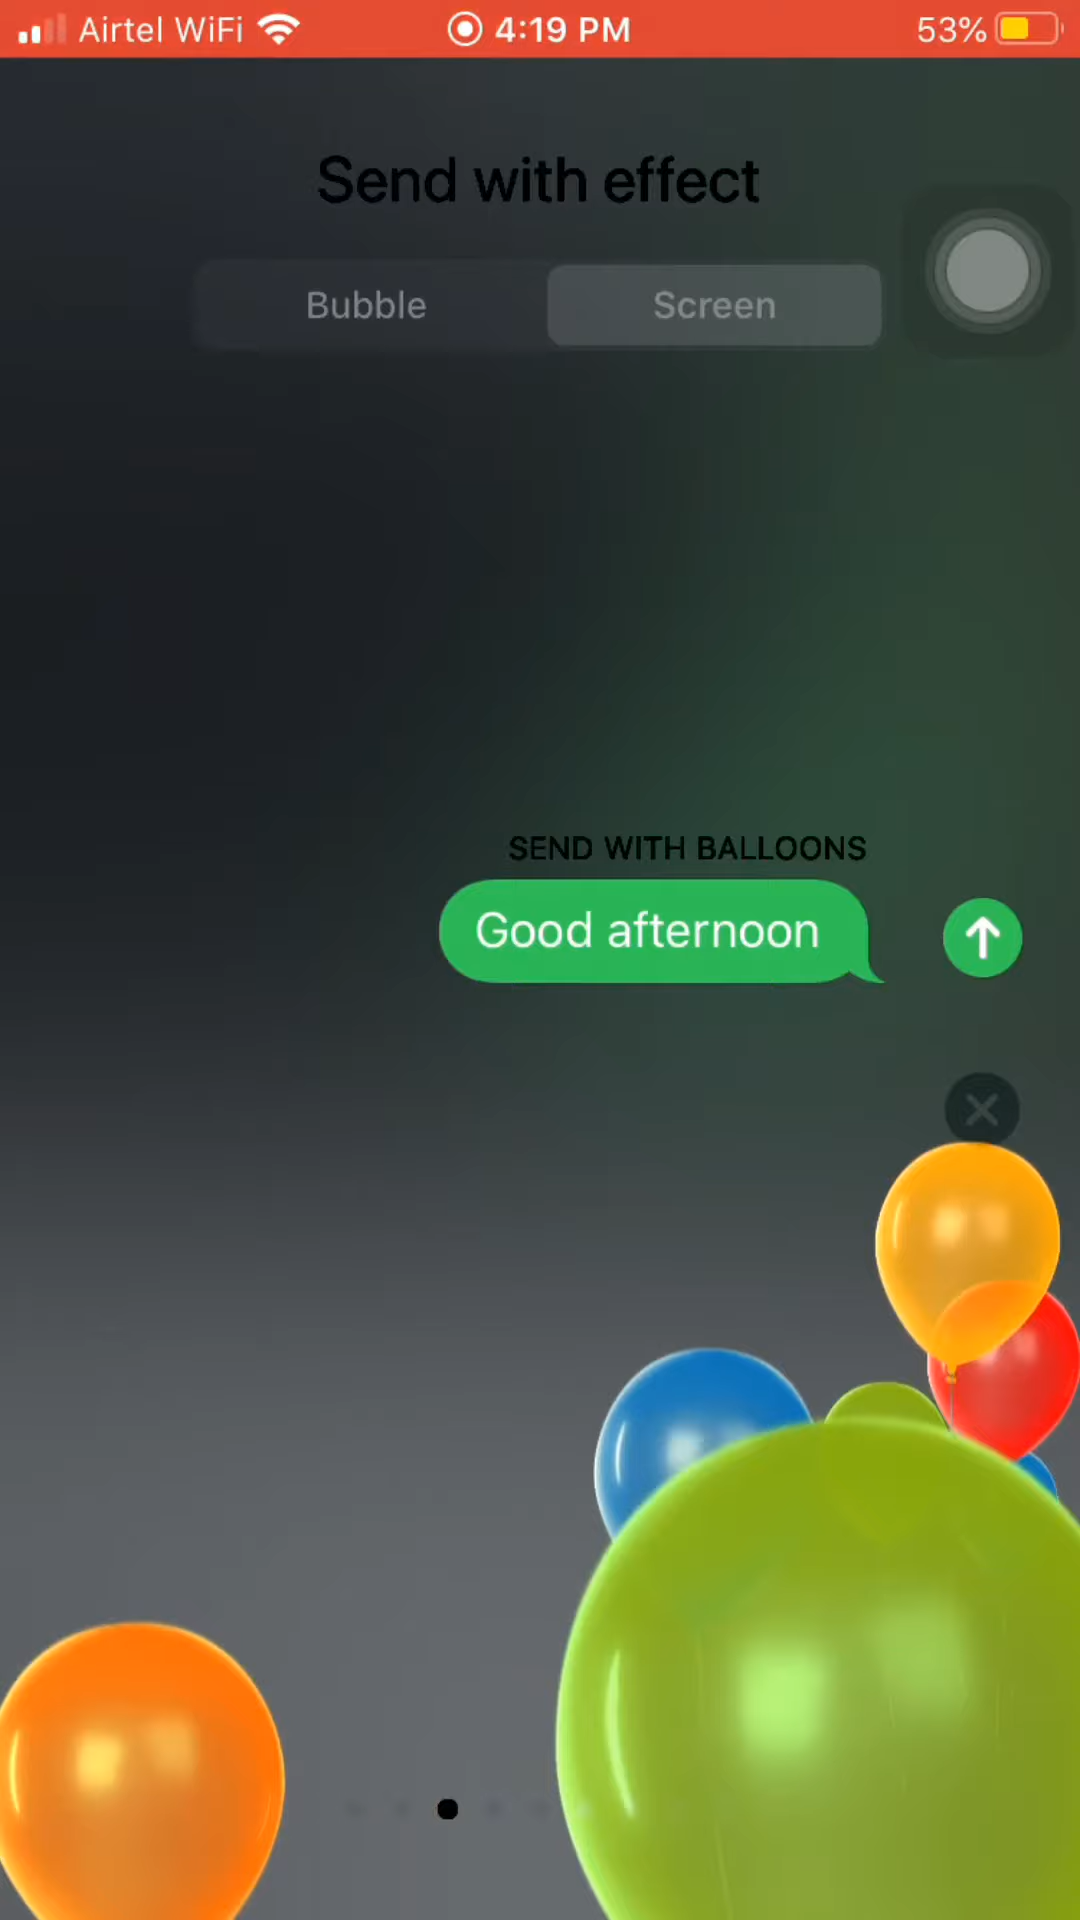 Airtel WiFi 4:19 PM 53%
Send with effect
Bubble Screen
SEND WITH BALLOONS
Good afternoon